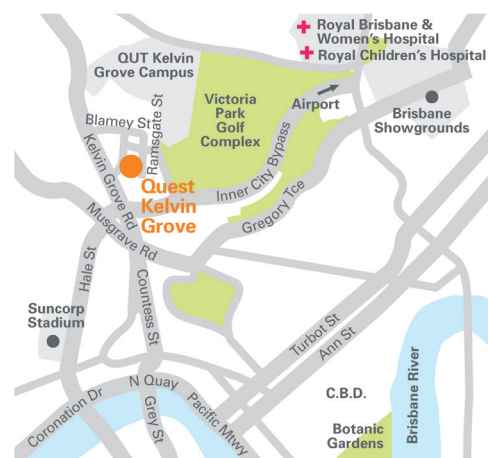 Royal Brisbane &
Women's Hospital
Royal Children's Hospital
QUT Kelvin
Grove Campus
Victoria
Park
Golf
Complex
Airport
Brisbane
Showgrounds
Blamey St
Ramsgate St
Kelvin Grove Rd
Inner City Bypass
Quest
Kelvin
Grove
Gregory Tce
Musgrave Rd
Hale St
Countess St
Suncorp
Stadium
Turbot St
Ann St
Brisbane River
N Quay
Coronation Dr
Grey St
Pacific Mtwy
C.B.D.
Botanic
Gardens